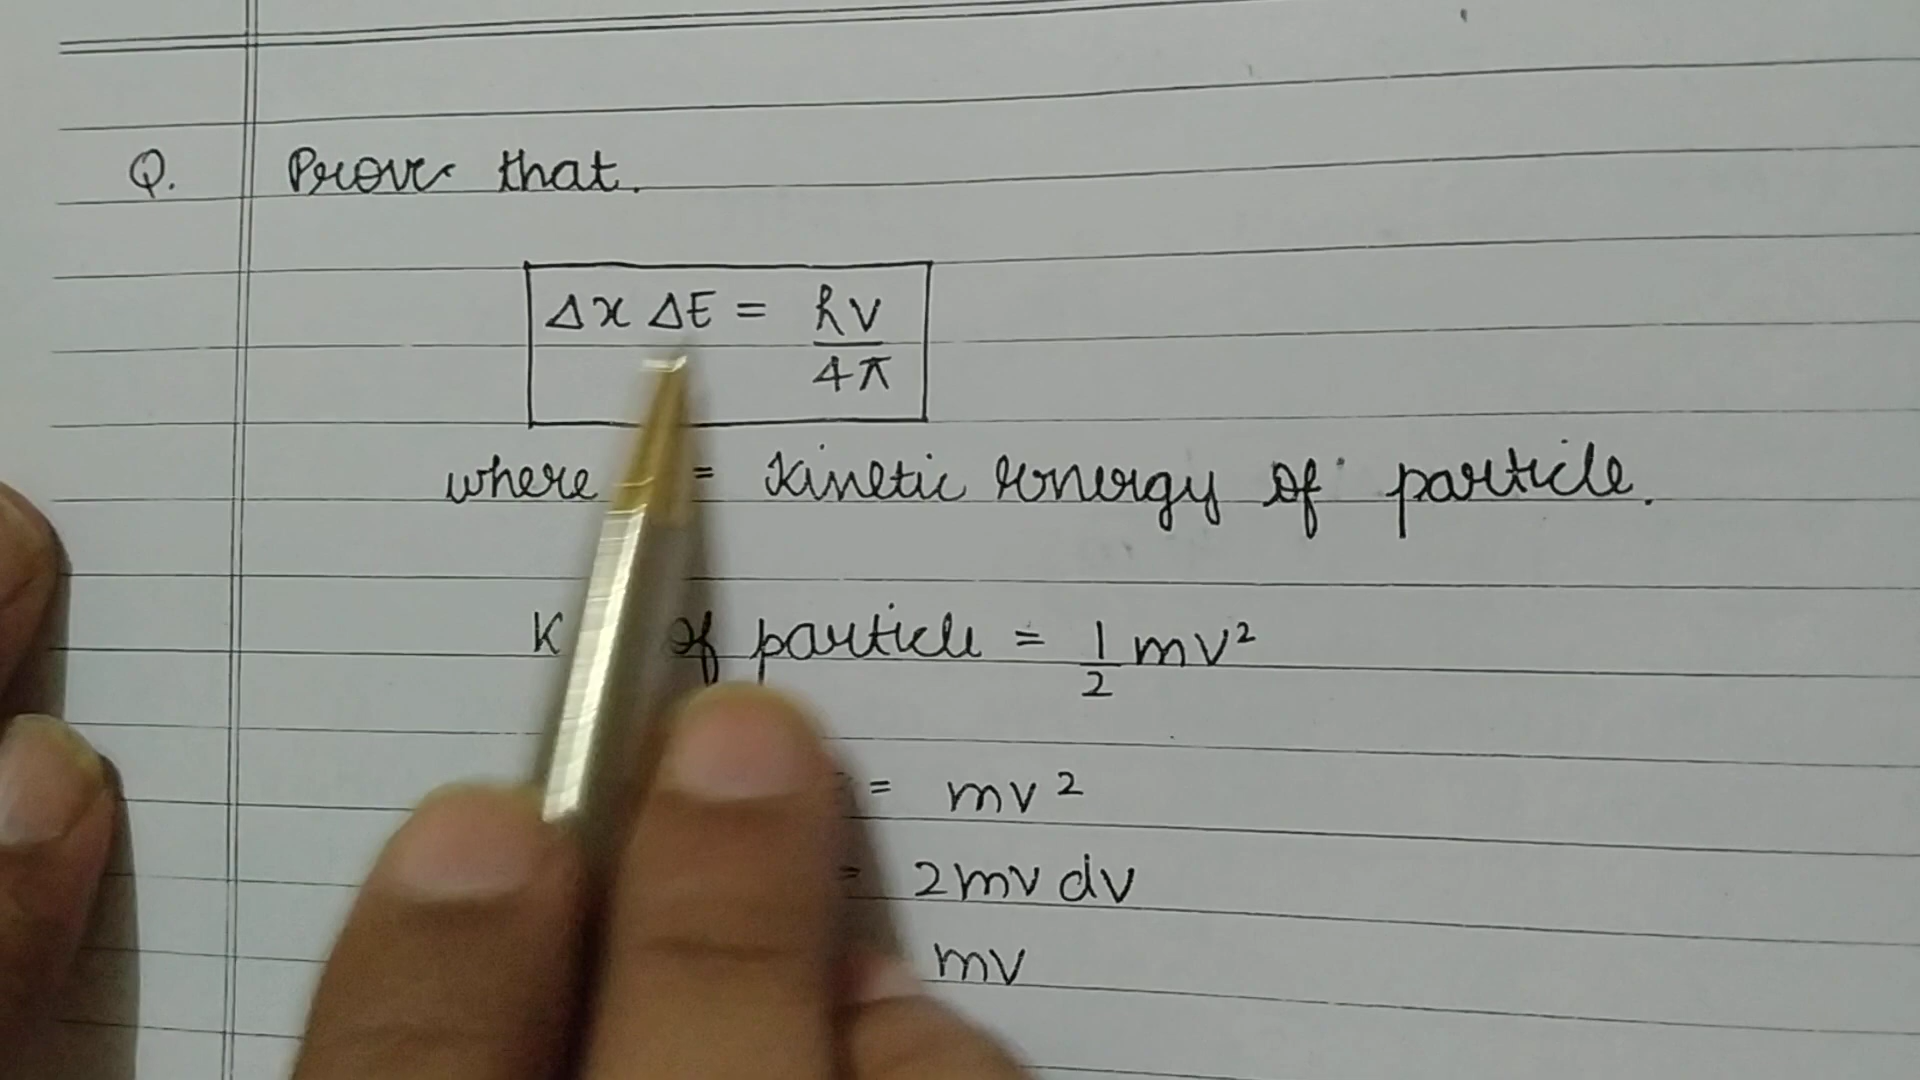 Q. Prove that.
Δx ΔE = hv
4π
where = kinetic energy of particle.
K of particle = 1/2 mv²
= mv²
= 2mv dv
mv